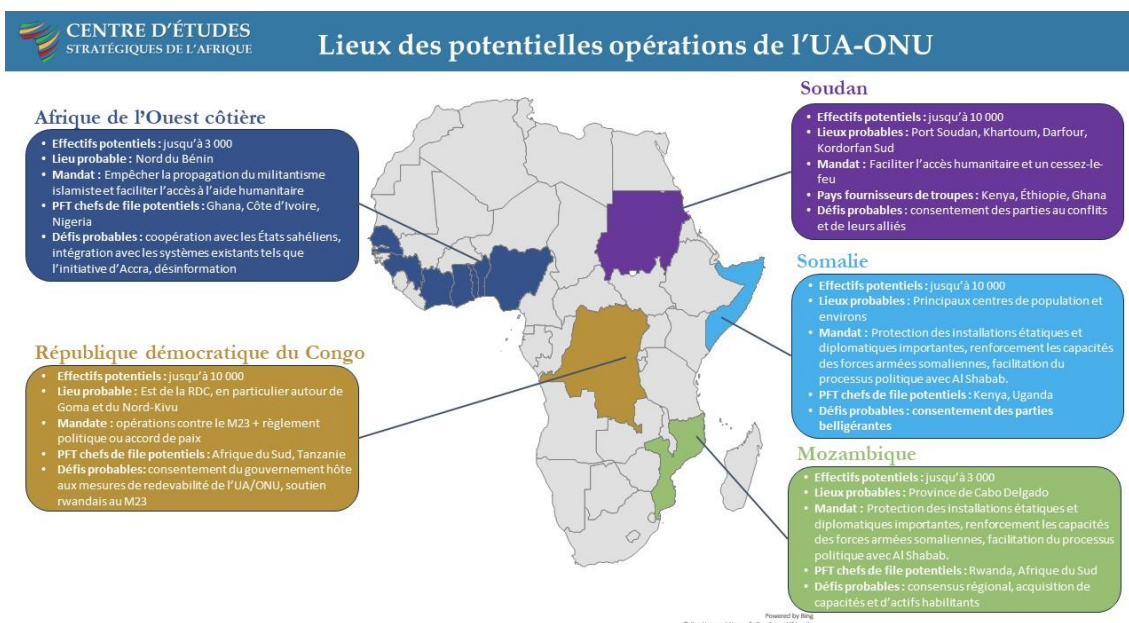 CENTRE D'ÉTUDES
STRATÉGIQUES DE L'AFRIQUE
Lieux des potentielles opérations de l'UA-ONU
Afrique de l'Ouest côtière
• Effectifs potentiels : jusqu'à 3 000
• Lieu probable : Nord du Bénin
• Mandat : Empêcher la propagation du militantisme
islamiste et faciliter l'accès à l'aide humanitaire
• PFT chefs de file potentiels : Ghana, Côte d'Ivoire,
Nigeria
• Défis probables : coopération avec les États sahéliens,
intégration avec les systèmes existants tels que
l'initiative d'Accra, désinformation
République démocratique du Congo
• Effectifs potentiels : jusqu'à 10 000
• Lieu probable : Est de la RDC, en particulier autour de
Goma et du Nord-Kivu
• Mandate : opérations contre le M23 + règlement
politique ou accord de paix
• PFT chefs de file potentiels : Afrique du Sud, Tanzanie
• Défis probables: consentement du gouvernement hôte
aux mesures de redevabilité de l'UA/ONU, soutien
rwandais au M23
Soudan
• Effectifs potentiels : jusqu'à 10 000
• Lieux probables : Port Soudan, Khartoum, Darfour,
Kordorfan Sud
• Mandat : Faciliter l'accès humanitaire et un cessez-le-
feu
• Pays fournisseurs de troupes : Kenya, Éthiopie, Ghana
• Défis probables : consentement des parties au conflits
et de leurs alliés
Somalie
• Effectifs potentiels : jusqu'à 10 000
• Lieux probables : Principaux centres de population et
environs
• Mandat : Protection des installations étatiques et
diplomatiques importantes, renforcement les capacités
des forces armées somaliennes, facilitation du
processus politique avec Al Shabab.
• PFT chefs de file potentiels : Kenya, Uganda
• Défis probables : consentement des parties
belligérantes
Mozambique
• Effectifs potentiels : jusqu'à 3 000
• Lieux probables : Province de Cabo Delgado
• Mandat : Protection des installations étatiques et
diplomatiques importantes, renforcement les capacités
des forces armées somaliennes, facilitation du processus
politique avec Al Shabab.
• PFT chefs de file potentiels : Rwanda, Afrique du Sud
• Défis probables : consensus régional, acquisition de
capacités et d'actifs habilitants
Powered by Bing